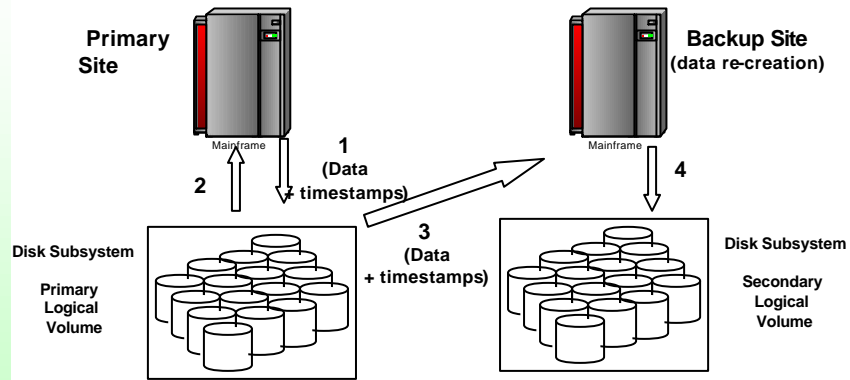 Primary
Site
Backup Site
(data re-creation)
Mainframe
Mainframe
1
(Data
+ timestamps)
2
4
3
(Data
+ timestamps)
Disk Subsystem
Primary
Logical
Volume
Disk Subsystem
Secondary
Logical
Volume